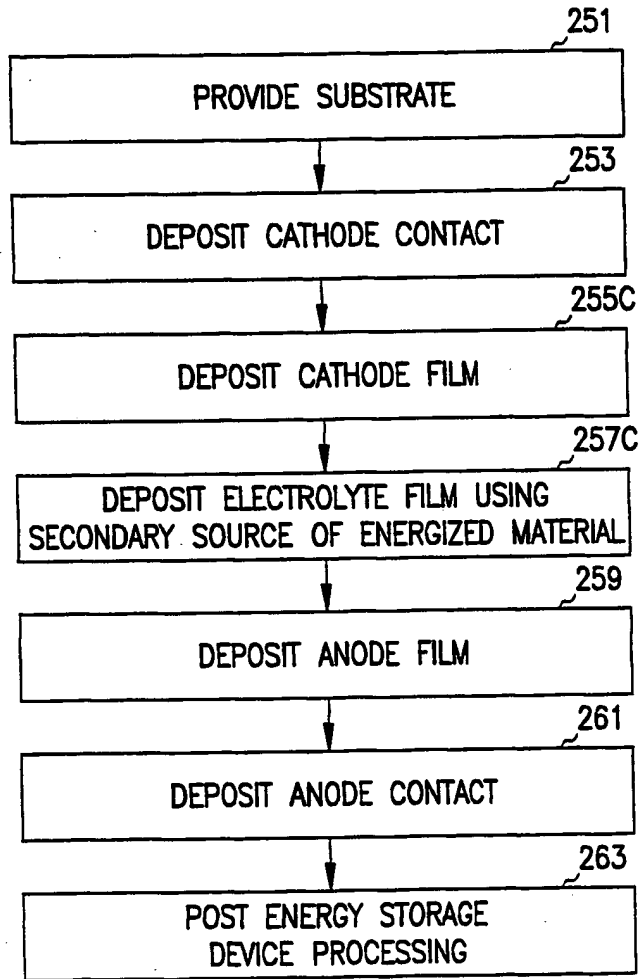 251
PROVIDE SUBSTRATE
253
DEPOSIT CATHODE CONTACT
255C
DEPOSIT CATHODE FILM
257C
DEPOSIT ELECTROLYTE FILM USING
SECONDARY SOURCE OF ENERGIZED MATERIAL
259
DEPOSIT ANODE FILM
261
DEPOSIT ANODE CONTACT
263
POST ENERGY STORAGE
DEVICE PROCESSING